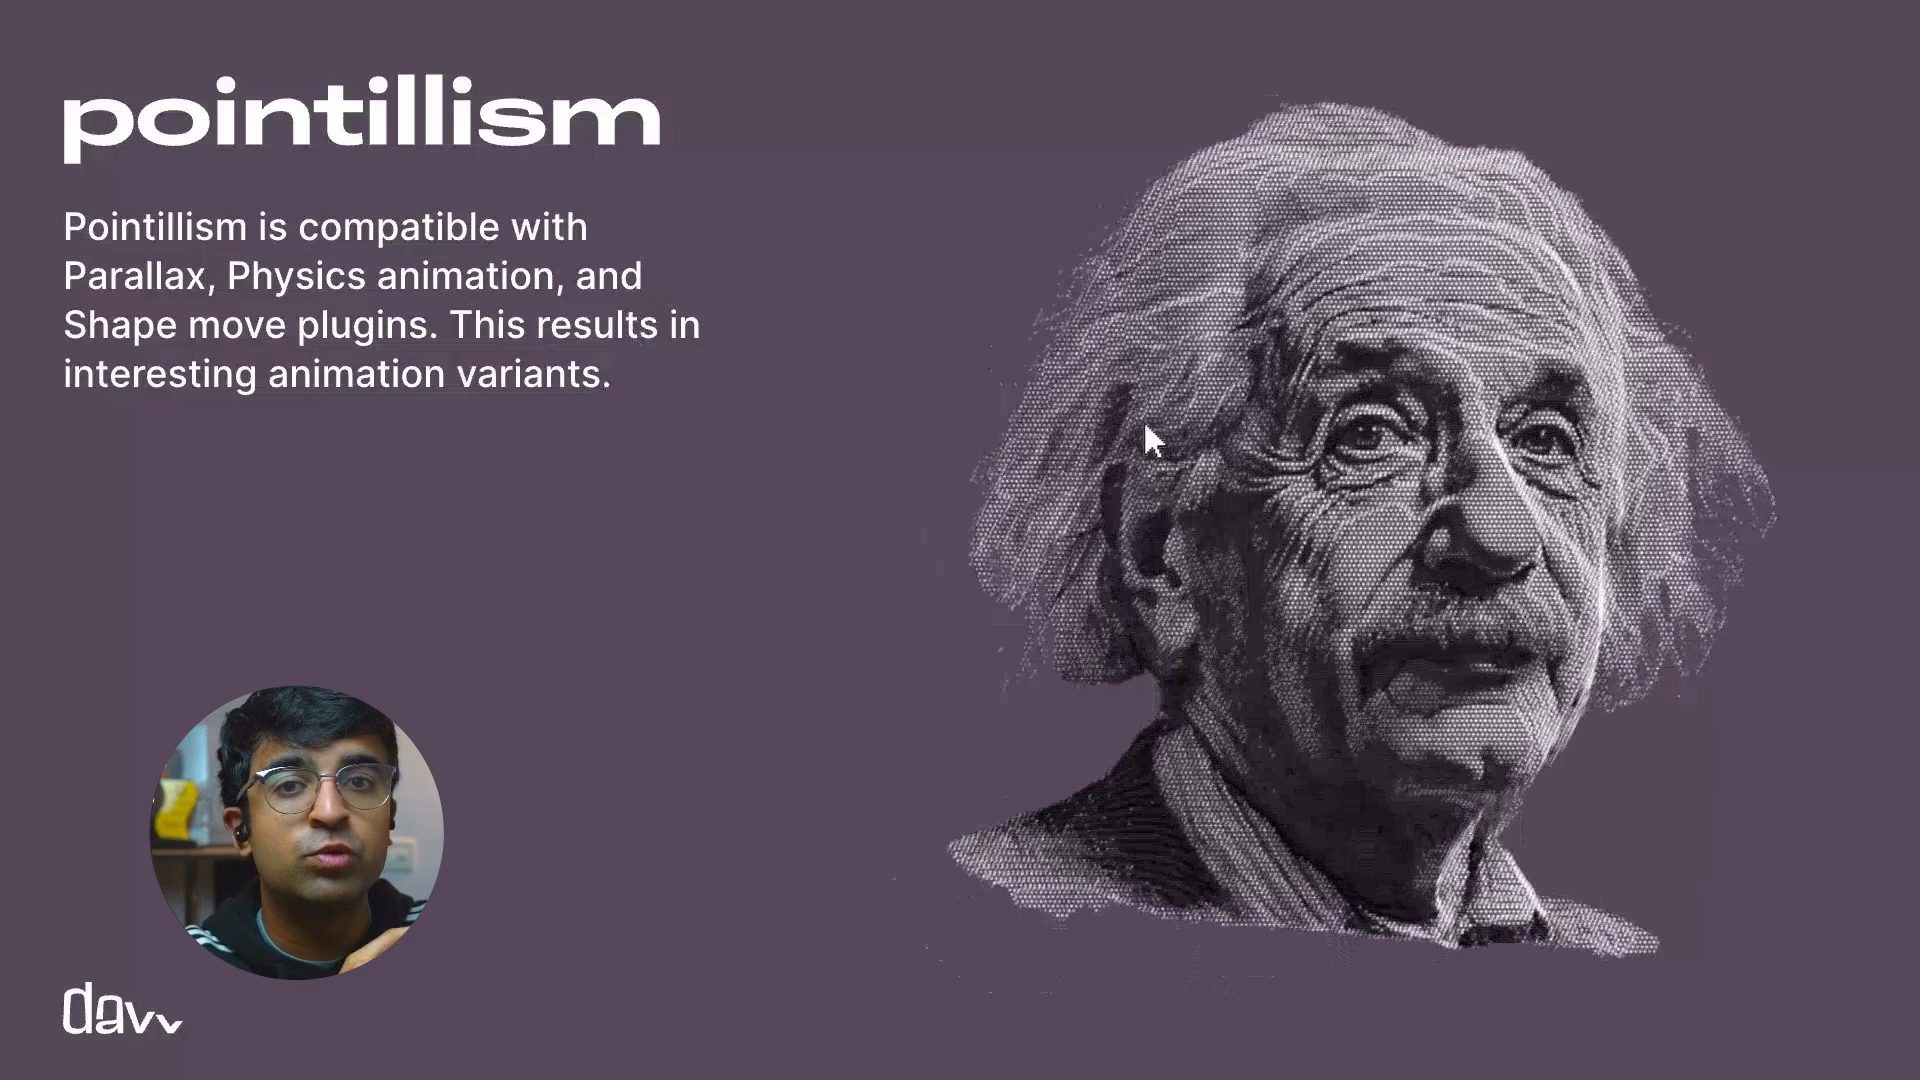 pointillism
Pointillism is compatible with
Parallax, Physics animation, and
Shape move plugins. This results in
interesting animation variants.
davv